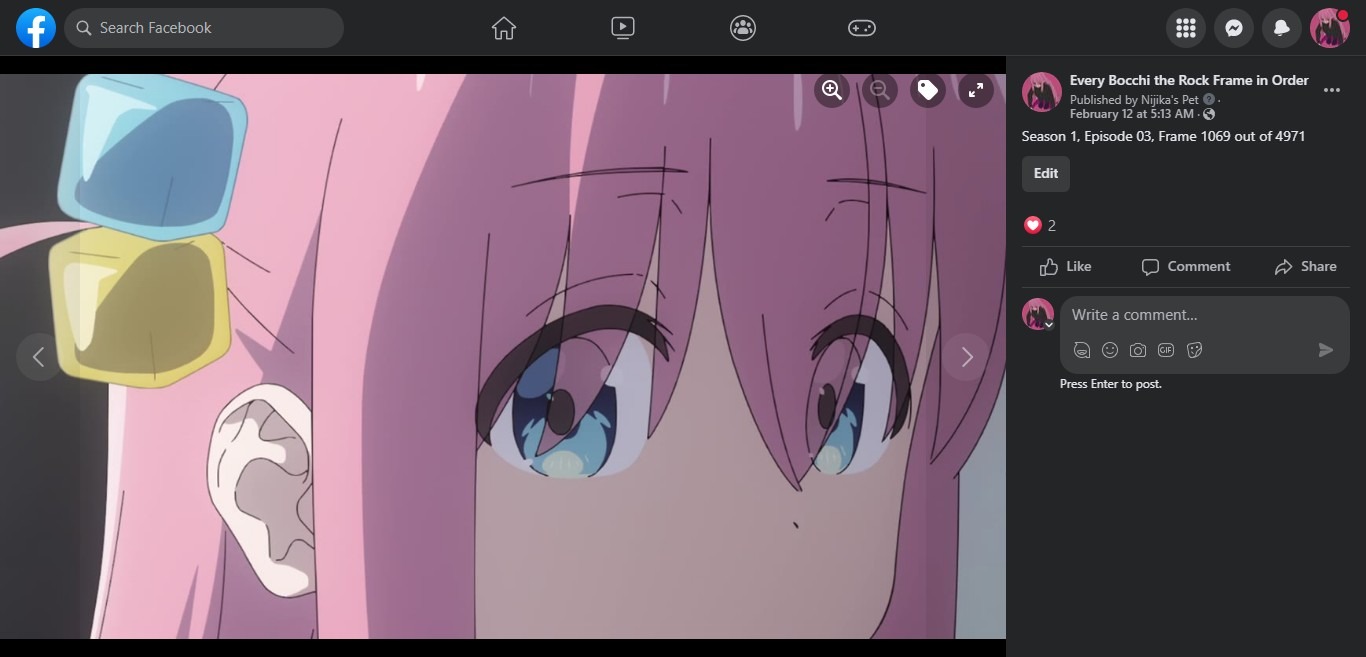 Search Facebook
Every Bocchi the Rock Frame in Order
Published by Nijika's Pet ·
February 12 at 5:13 AM ·
Season 1, Episode 03, Frame 1069 out of 4971
Edit
2
Like
Comment
Share
Write a comment...
GIF
Press Enter to post.